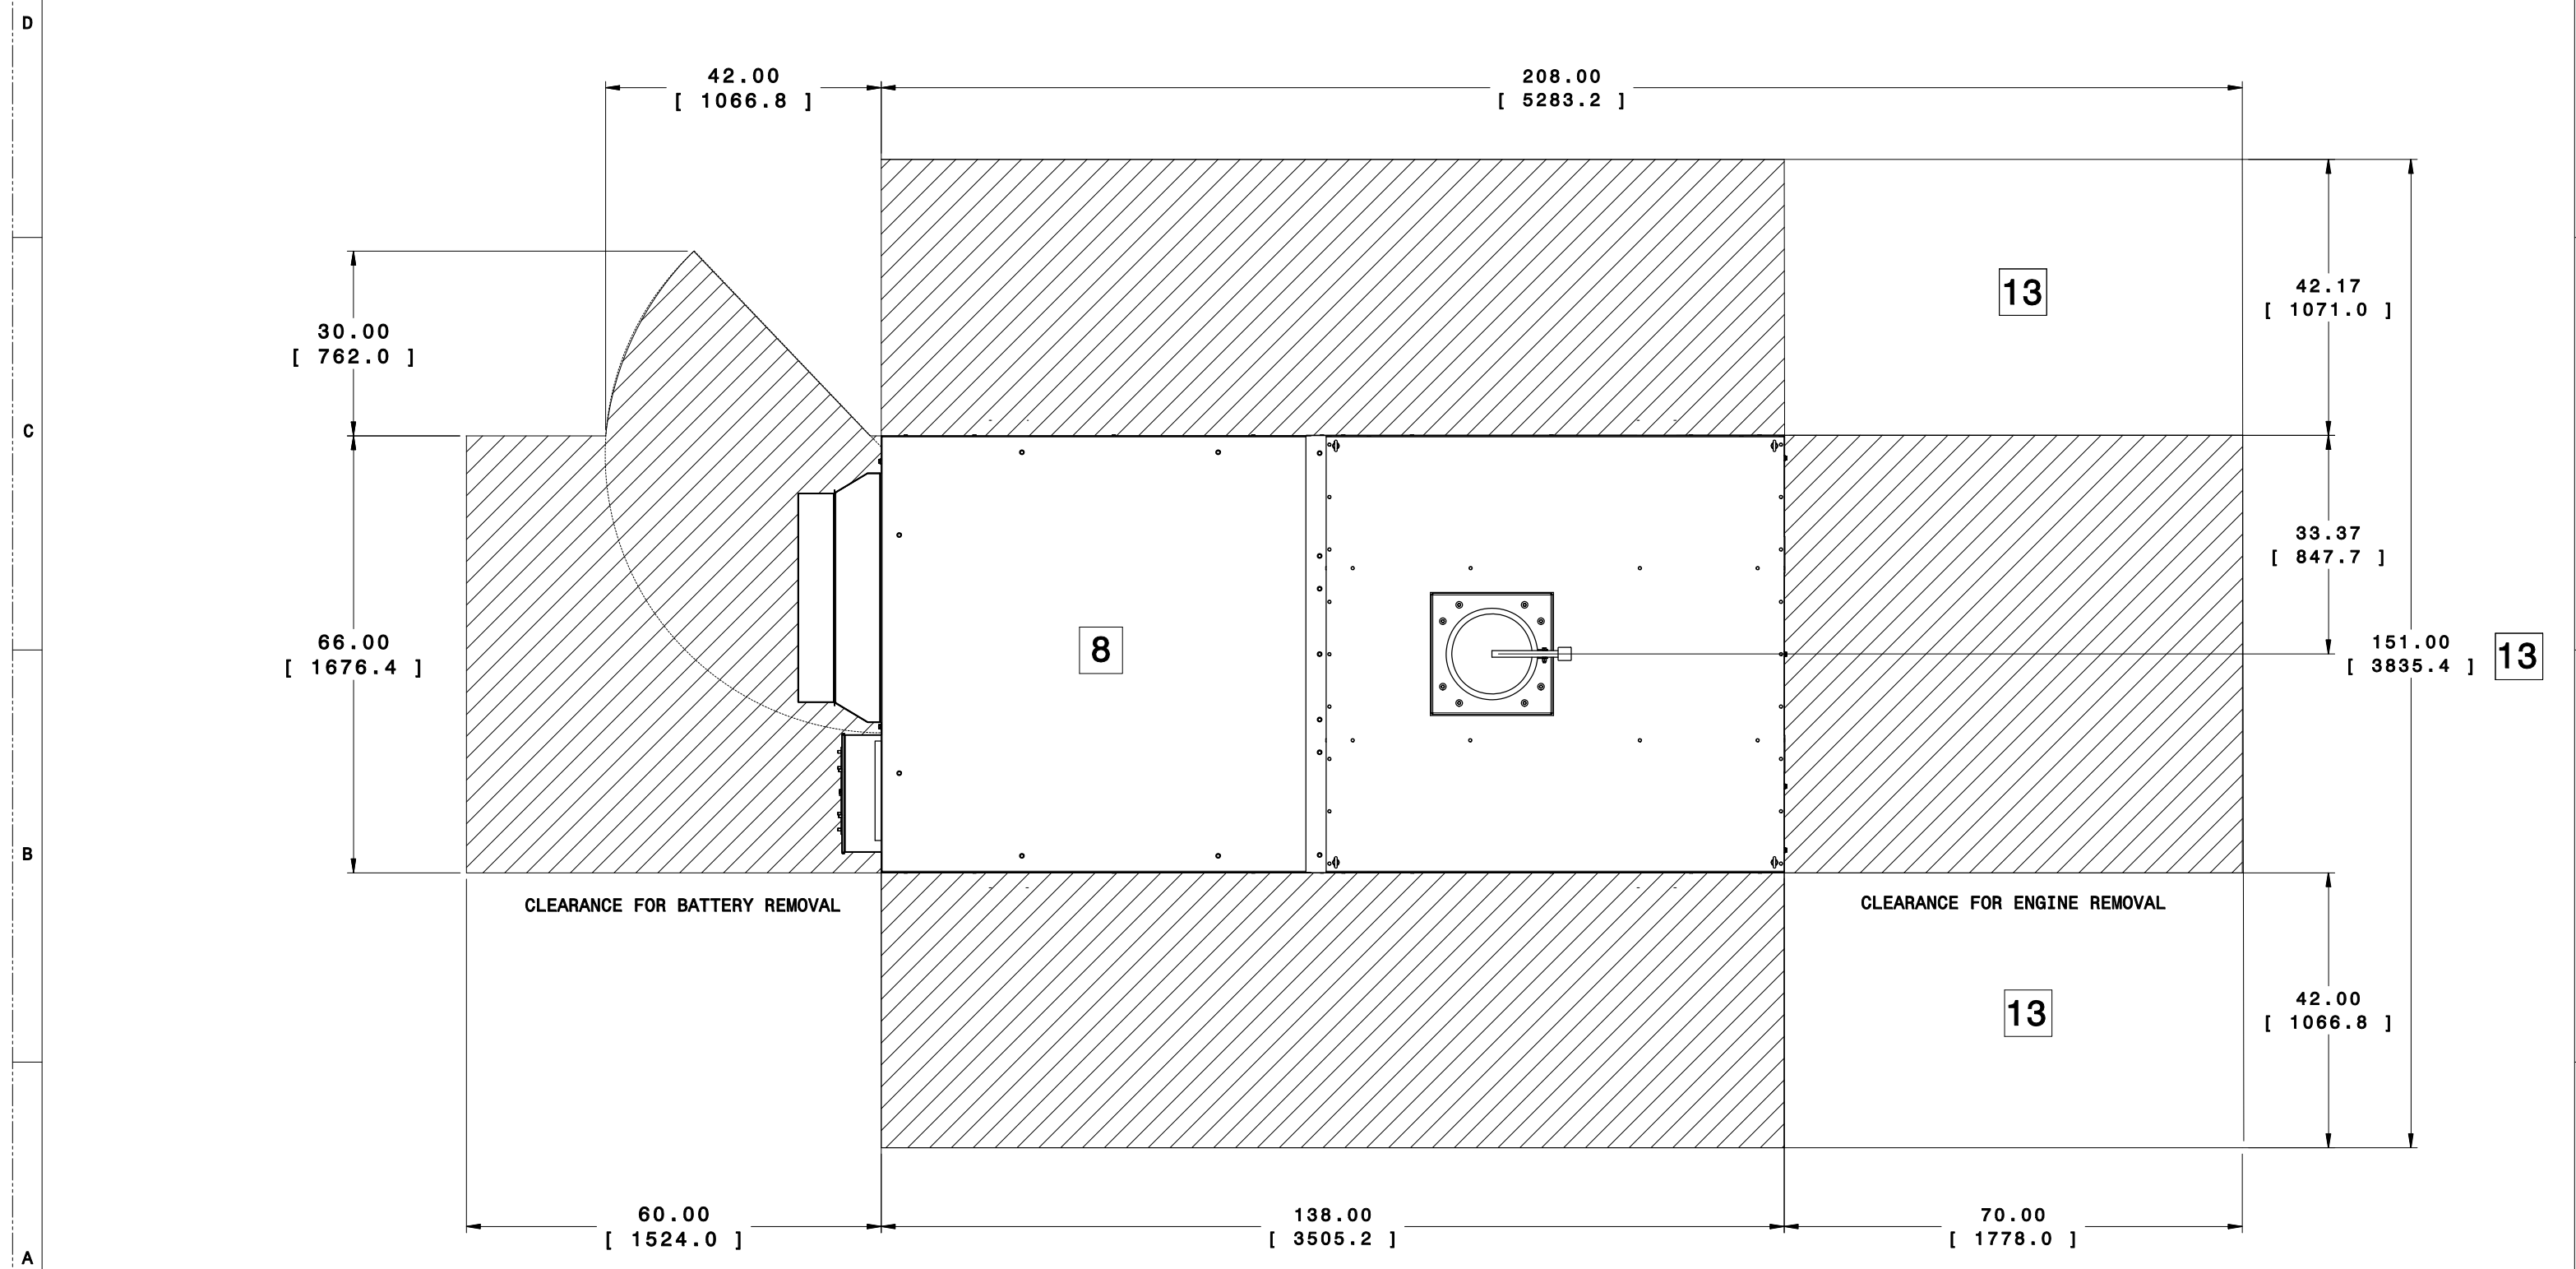 D
42.00
[ 1066.8 ]
208.00
[ 5283.2 ]
13
42.17
[ 1071.0 ]
30.00
[ 762.0 ]
C
33.37
[ 847.7 ]
66.00
[ 1676.4 ]
8
151.00
[ 3835.4 ]
13
B
CLEARANCE FOR BATTERY REMOVAL
CLEARANCE FOR ENGINE REMOVAL
13
42.00
[ 1066.8 ]
60.00
[ 1524.0 ]
138.00
[ 3505.2 ]
70.00
[ 1778.0 ]
A